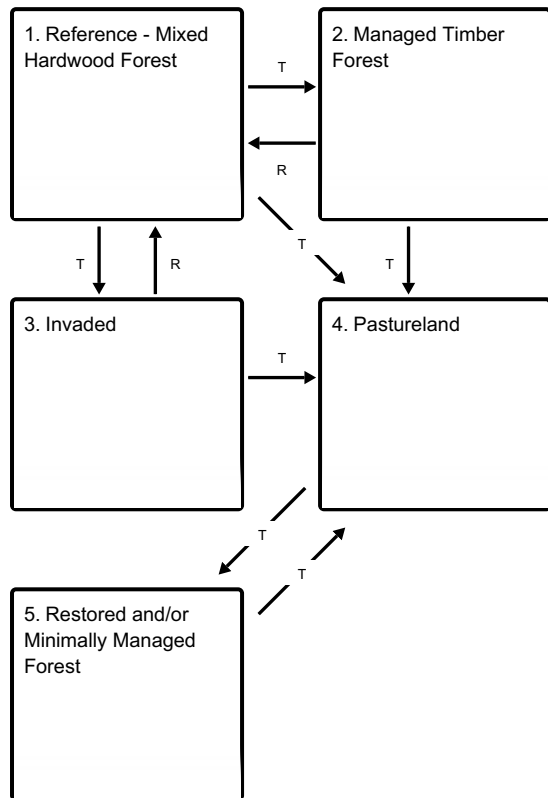 1. Reference - Mixed
Hardwood Forest
2. Managed Timber
Forest
T
R
T
T
R
T
3. Invaded
4. Pastureland
T
T
T
5. Restored and/or
Minimally Managed
Forest